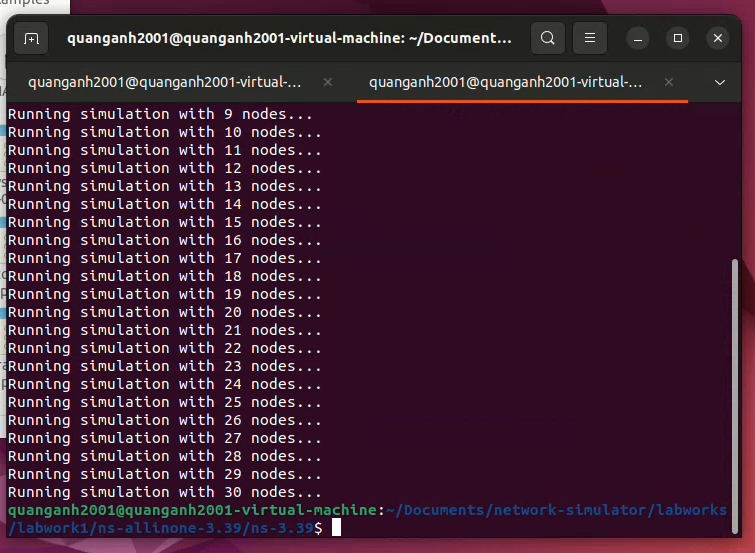 amples
quanganh2001@quanganh2001-virtual-machine: ~/Document...
quanganh2001@quanganh2001-virtual-...
quanganh2001@quanganh2001-virtual-...
Running simulation with 9 nodes...
Running simulation with 10 nodes...
Running simulation with 11 nodes...
Running simulation with 12 nodes...
Running simulation with 13 nodes...
Running simulation with 14 nodes...
Running simulation with 15 nodes...
Running simulation with 16 nodes...
Running simulation with 17 nodes...
Running simulation with 18 nodes...
Running simulation with 19 nodes...
Running simulation with 20 nodes...
Running simulation with 21 nodes...
Running simulation with 22 nodes...
Running simulation with 23 nodes...
Running simulation with 24 nodes...
Running simulation with 25 nodes...
Running simulation with 26 nodes...
Running simulation with 27 nodes...
Running simulation with 28 nodes...
Running simulation with 29 nodes...
Running simulation with 30 nodes...
quanganh2001@quanganh2001-virtual-machine:~/Documents/network-simulator/labworks
/labwork1/ns-allinone-3.39/ns-3.39$